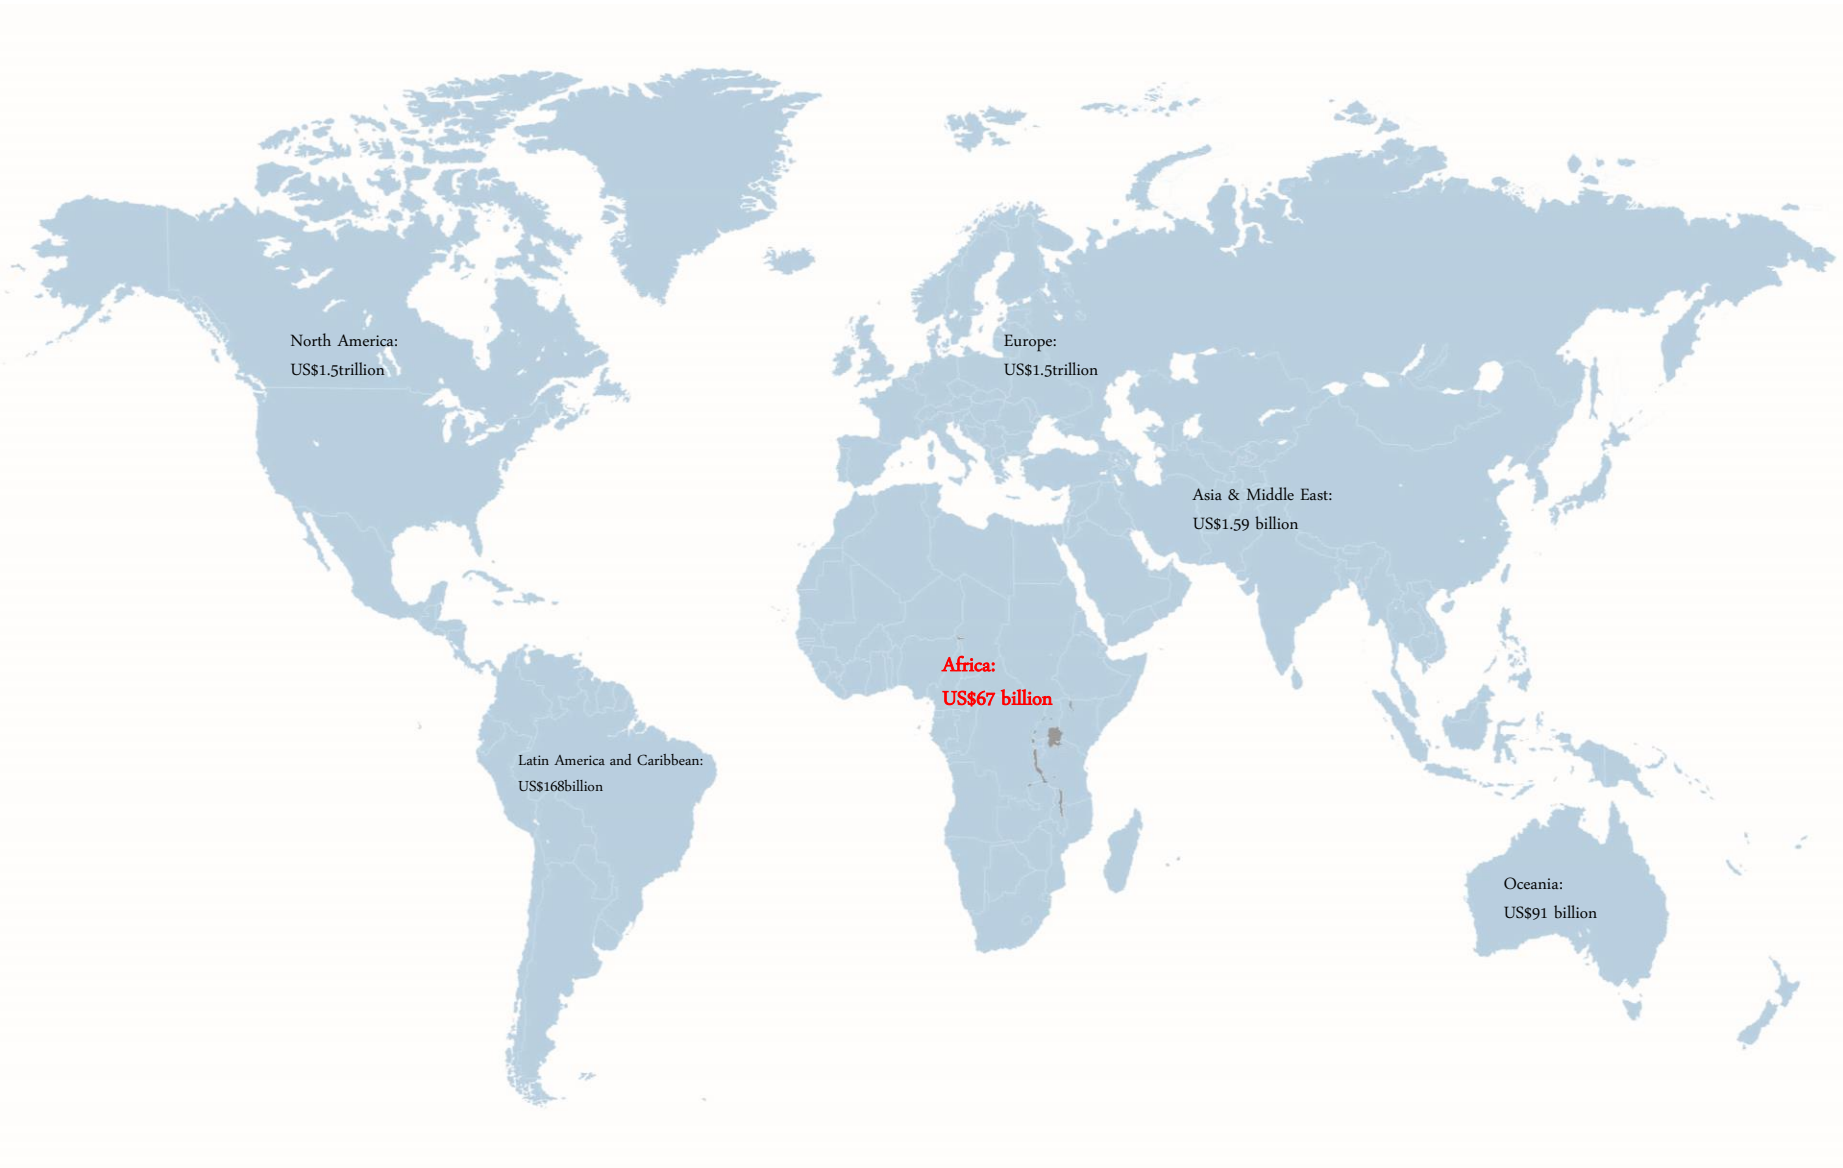 North America:
US$1.5trillion
Europe:
US$1.5trillion
Asia & Middle East:
US$1.59 billion
Africa:
US$67 billion
Latin America and Caribbean:
US$168billion
Oceania:
US$91 billion